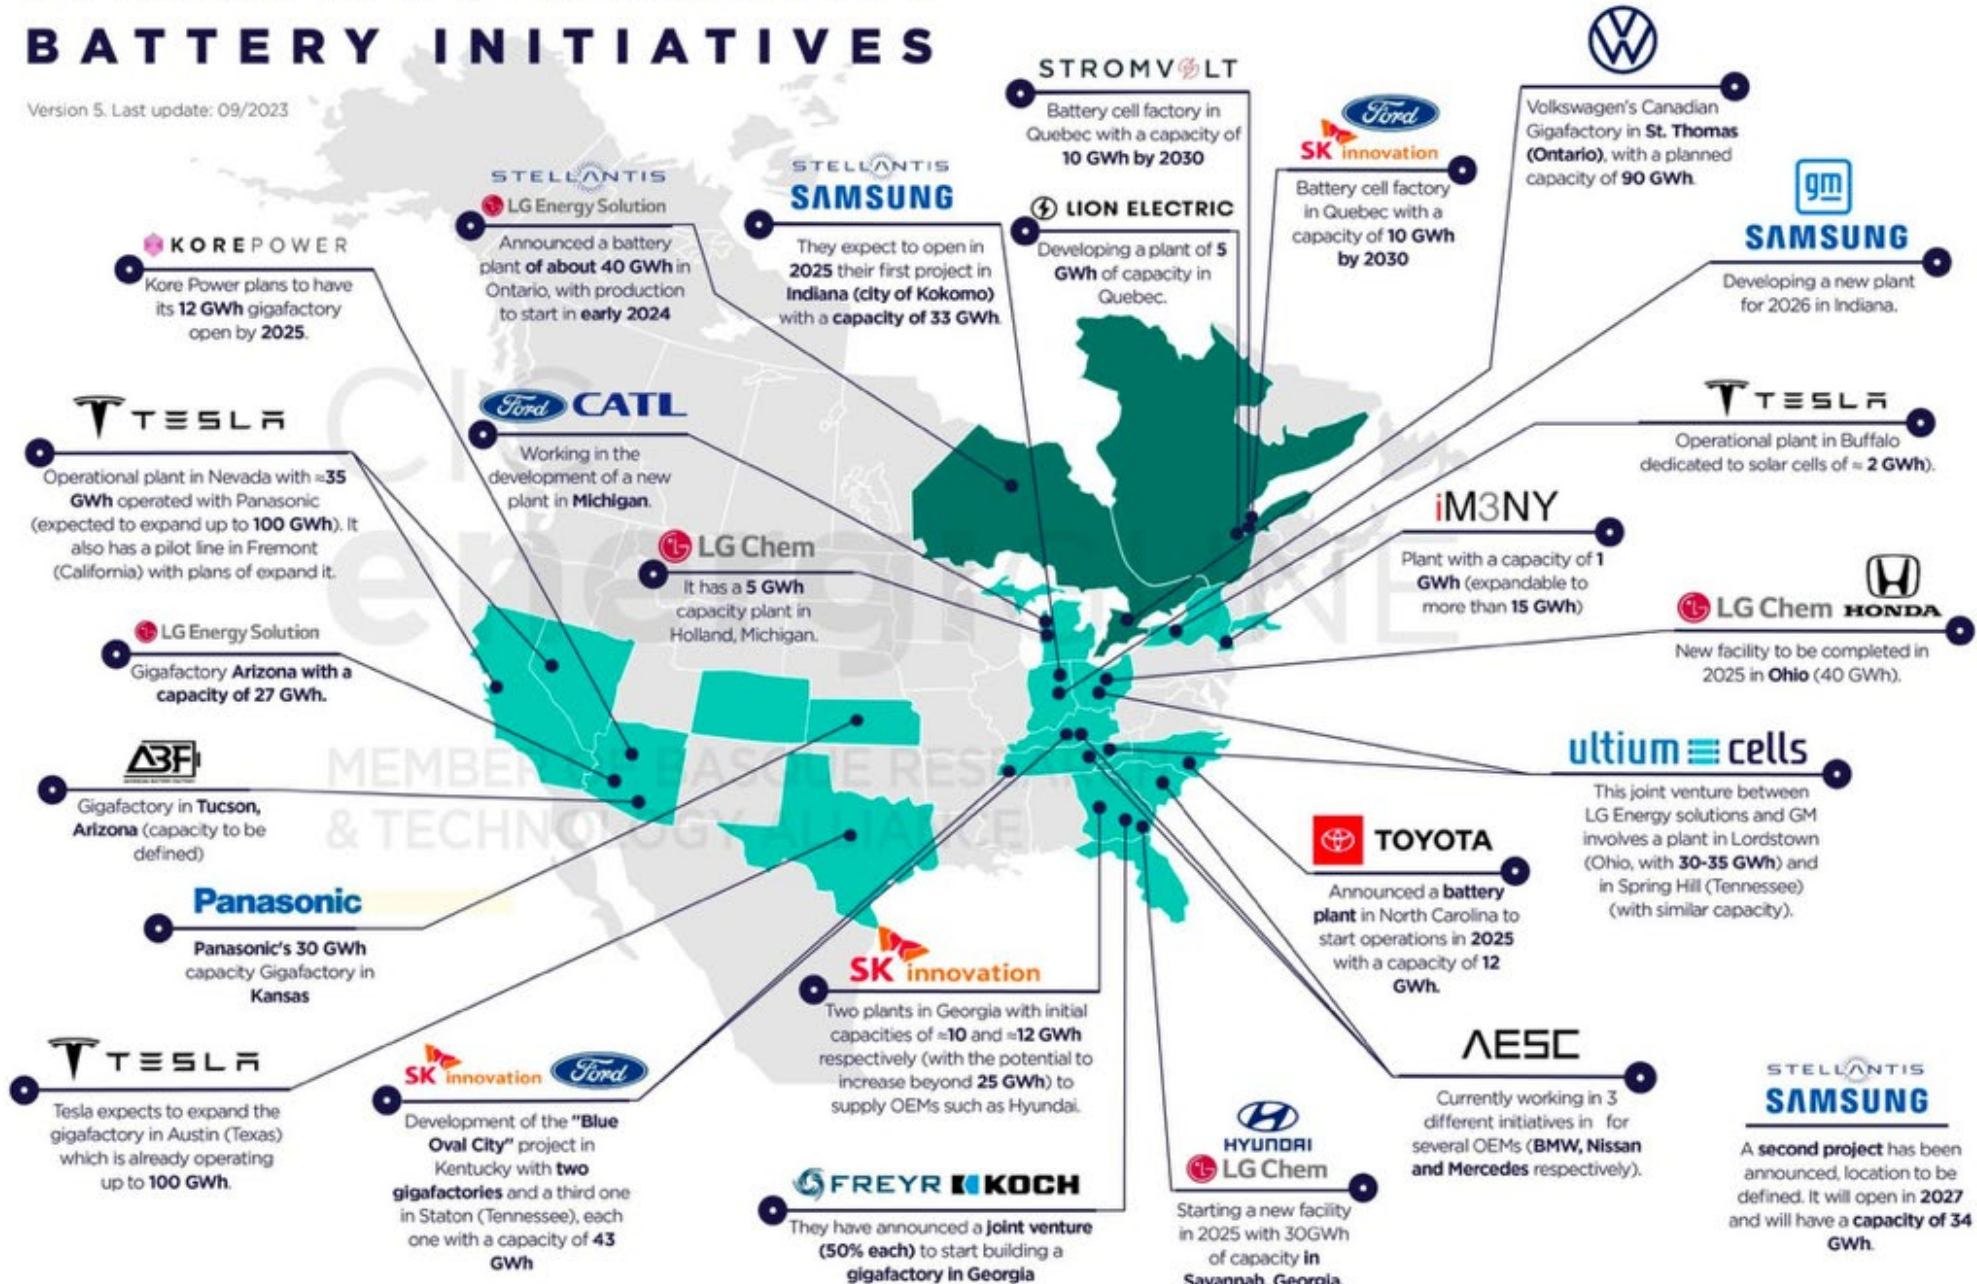 BATTERY INITIATIVES
Version 5. Last update: 09/2023
STROMVOLT
Battery cell factory in
Quebec with a capacity of
10 GWh by 2030
Ford
SK innovation
Battery cell factory
in Quebec with a
capacity of 10 GWh
by 2030
VW
Volkswagen's Canadian
Gigafactory in St. Thomas
(Ontario), with a planned
capacity of 90 GWh.
STELLANTIS
LG Energy Solution
Announced a battery
plant of about 40 GWh in
Ontario, with production
to start in early 2024
STELLANTIS
SAMSUNG
They expect to open in
2025 their first project in
Indiana (city of Kokomo)
with a capacity of 33 GWh.
LION ELECTRIC
Developing a plant of 5
GWh of capacity in
Quebec.
gm
SAMSUNG
Developing a new plant
for 2026 in Indiana.
KOREPOWER
Kore Power plans to have
its 12 GWh gigafactory
open by 2025.
TESLA
Operational plant in Nevada with ≈35
GWh operated with Panasonic
(expected to expand up to 100 GWh). It
also has a pilot line in Fremont
(California) with plans of expand it.
Ford CATL
Working in the
development of a new
plant in Michigan.
LG Chem
It has a 5 GWh
capacity plant in
Holland, Michigan.
TESLA
Operational plant in Buffalo
dedicated to solar cells of ≈ 2 GWh).
iM3NY
Plant with a capacity of 1
GWh (expandable to
more than 15 GWh)
LG Chem HONDA
New facility to be completed in
2025 in Ohio (40 GWh).
LG Energy Solution
Gigafactory Arizona with a
capacity of 27 GWh.
ABF
Gigafactory in Tucson,
Arizona (capacity to be
defined)
CIC
energiGUNE
MEMBER OF BASQUE RESEARCH
& TECHNOLOGY ALLIANCE
ultium cells
This joint venture between
LG Energy solutions and GM
involves a plant in Lordstown
(Ohio, with 30-35 GWh) and
in Spring Hill (Tennessee)
(with similar capacity).
Panasonic
Panasonic's 30 GWh
capacity Gigafactory in
Kansas
TOYOTA
Announced a battery
plant in North Carolina to
start operations in 2025
with a capacity of 12
GWh.
TESLA
Tesla expects to expand the
gigafactory in Austin (Texas)
which is already operating
up to 100 GWh.
SK innovation Ford
Development of the "Blue
Oval City" project in
Kentucky with two
gigafactories and a third one
in Staton (Tennessee), each
one with a capacity of 43
GWh
SK innovation
Two plants in Georgia with initial
capacities of ≈10 and ≈12 GWh
respectively (with the potential to
increase beyond 25 GWh) to
supply OEMs such as Hyundai.
FREYR KOCH
They have announced a joint venture
(50% each) to start building a
gigafactory in Georgia
HYUNDAI
LG Chem
Starting a new facility
in 2025 with 30GWh
of capacity in
Savannah, Georgia.
AESC
Currently working in 3
different initiatives in for
several OEMs (BMW, Nissan
and Mercedes respectively).
STELLANTIS
SAMSUNG
A second project has been
announced, location to be
defined. It will open in 2027
and will have a capacity of 34
GWh.